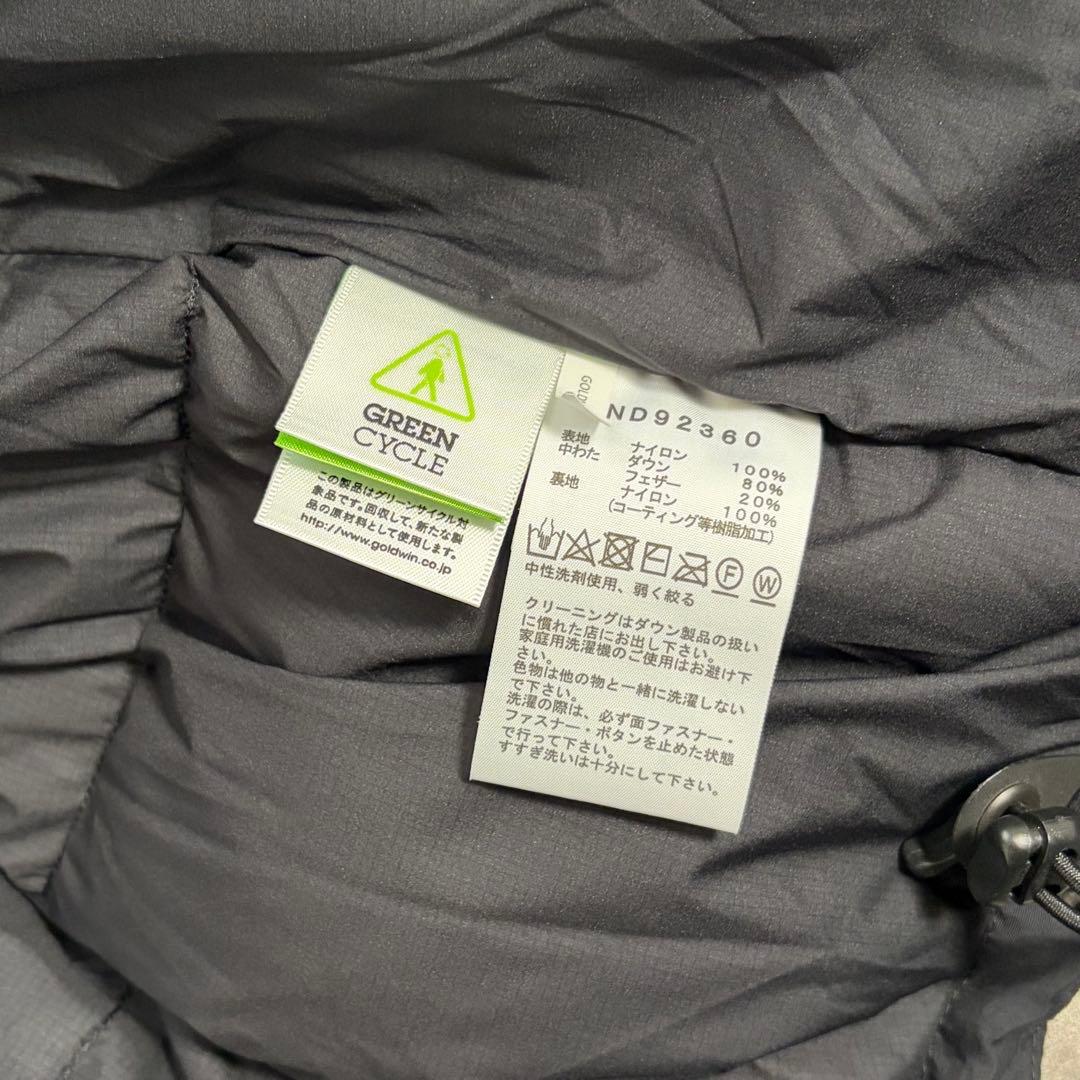 GREEN
CYCLE
この製品はグリーンサイクル対
象品です。回収して、新たな製
品の原材料として使用します。
http://www.goldwin.co.jp
ND92360
表地 ナイロン 100%
中わた ダウン 80%
フェザー 20%
裏地 ナイロン 100%
(コーティング等樹脂加工)
F
W
中性洗剤使用、弱く絞る
クリーニングはダウン製品の扱い
に慣れた店にお出し下さい。
家庭用洗濯機のご使用はお避け下
さい。
色物は他の物と一緒に洗濯しない
で下さい。
洗濯の際は、必ず面ファスナー・
ファスナー・ボタンを止めた状態
で行って下さい。
すすぎ洗いは十分にして下さい。